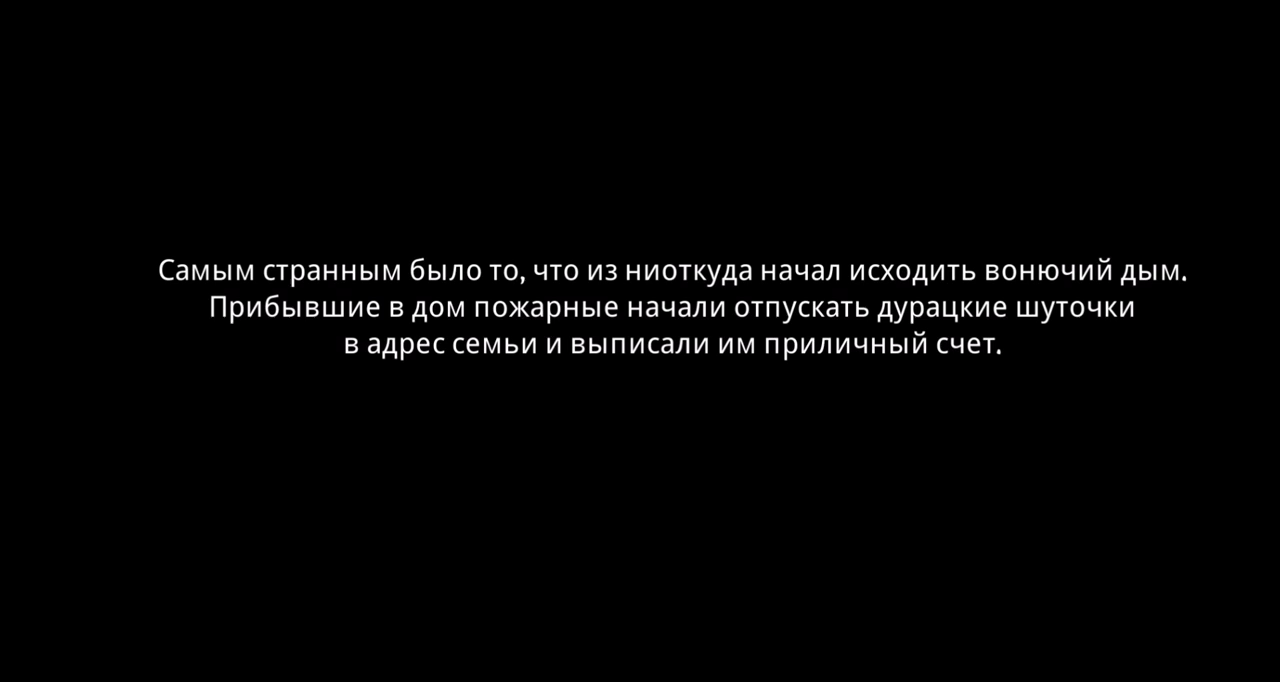 Самым странным было то, что из ниоткуда начал исходить вонючий дым.
Прибывшие в дом пожарные начали отпускать дурацкие шуточки
в адрес семьи и выписали им приличный счет.